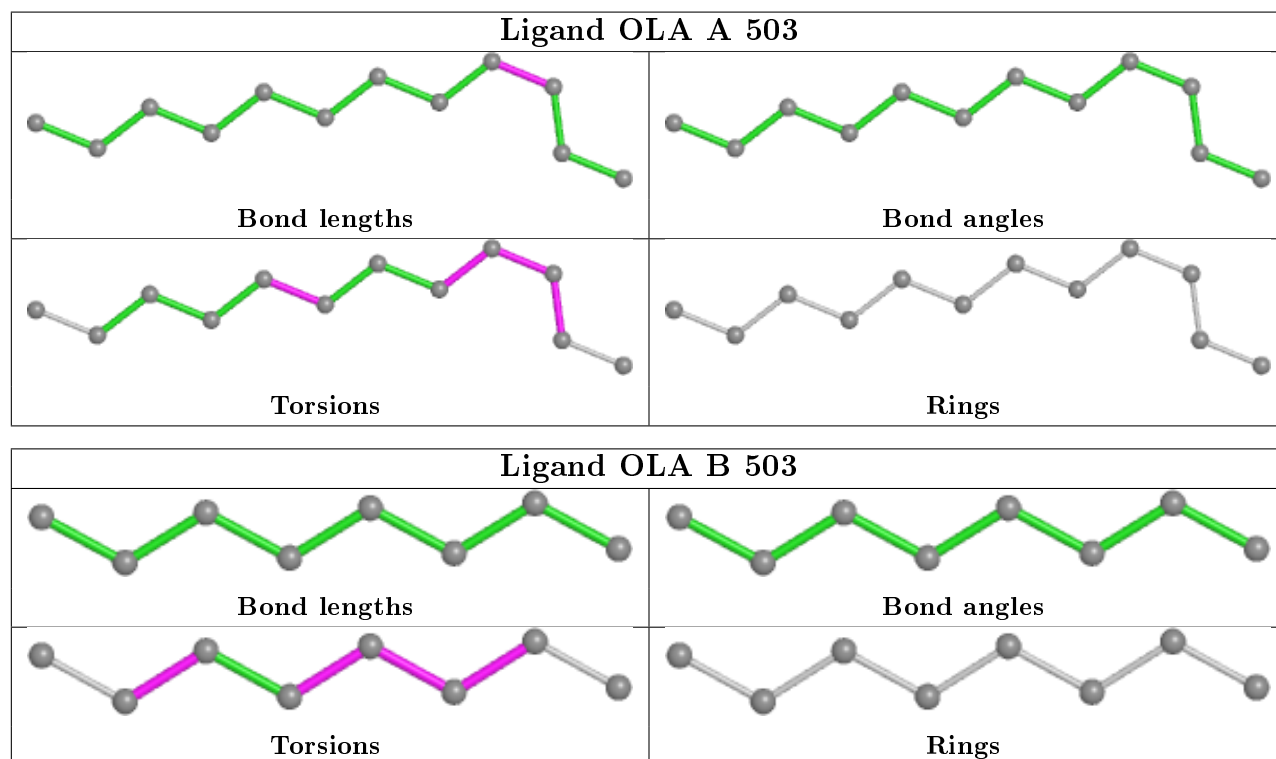 Ligand OLA A 503
Bond lengths
Bond angles
Torsions
Rings
Ligand OLA B 503
Bond lengths
Bond angles
Torsions
Rings